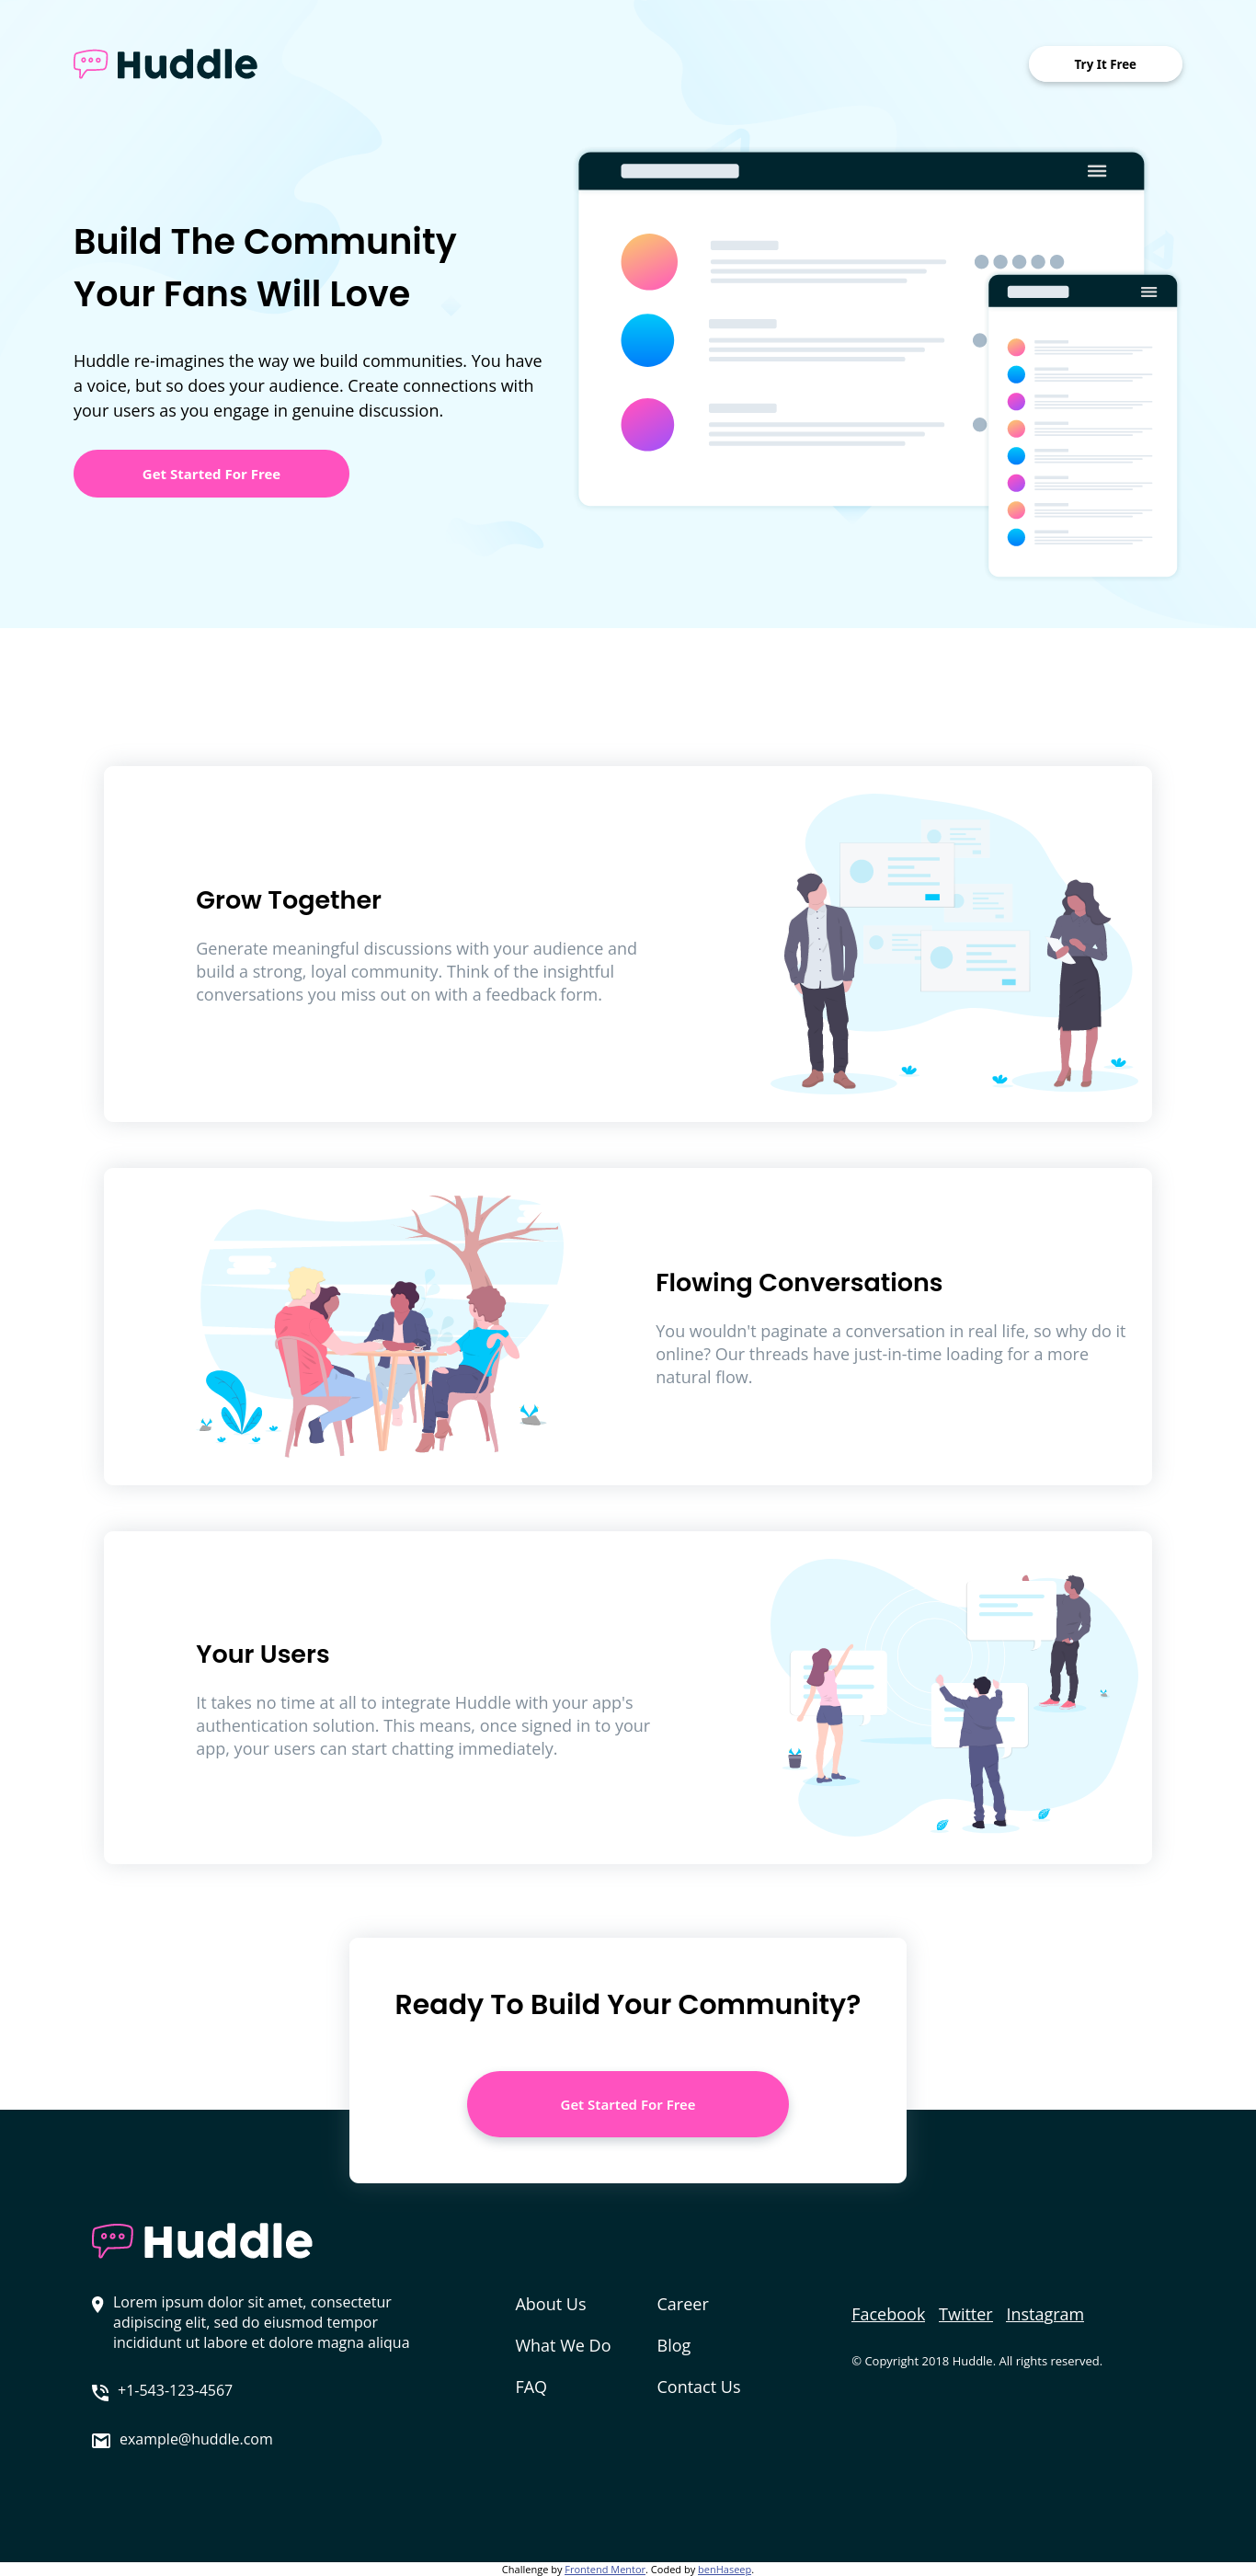 Huddle
Try It Free
Build The Community
Your Fans Will Love
Huddle re-imagines the way we build communities. You have
a voice, but so does your audience. Create connections with
your users as you engage in genuine discussion.
Get Started For Free
Grow Together
Generate meaningful discussions with your audience and
build a strong, loyal community. Think of the insightful
conversations you miss out on with a feedback form.
Flowing Conversations
You wouldn't paginate a conversation in real life, so why do it
online? Our threads have just-in-time loading for a more
natural flow.
Your Users
It takes no time at all to integrate Huddle with your app's
authentication solution. This means, once signed in to your
app, your users can start chatting immediately.
Ready To Build Your Community?
Get Started For Free
Huddle
Lorem ipsum dolor sit amet, consectetur
adipiscing elit, sed do eiusmod tempor
incididunt ut labore et dolore magna aliqua
+1-543-123-4567
example@huddle.com
About Us
What We Do
FAQ
Career
Blog
Contact Us
Facebook Twitter Instagram
© Copyright 2018 Huddle. All rights reserved.
Challenge by Frontend Mentor. Coded by benHaseep.